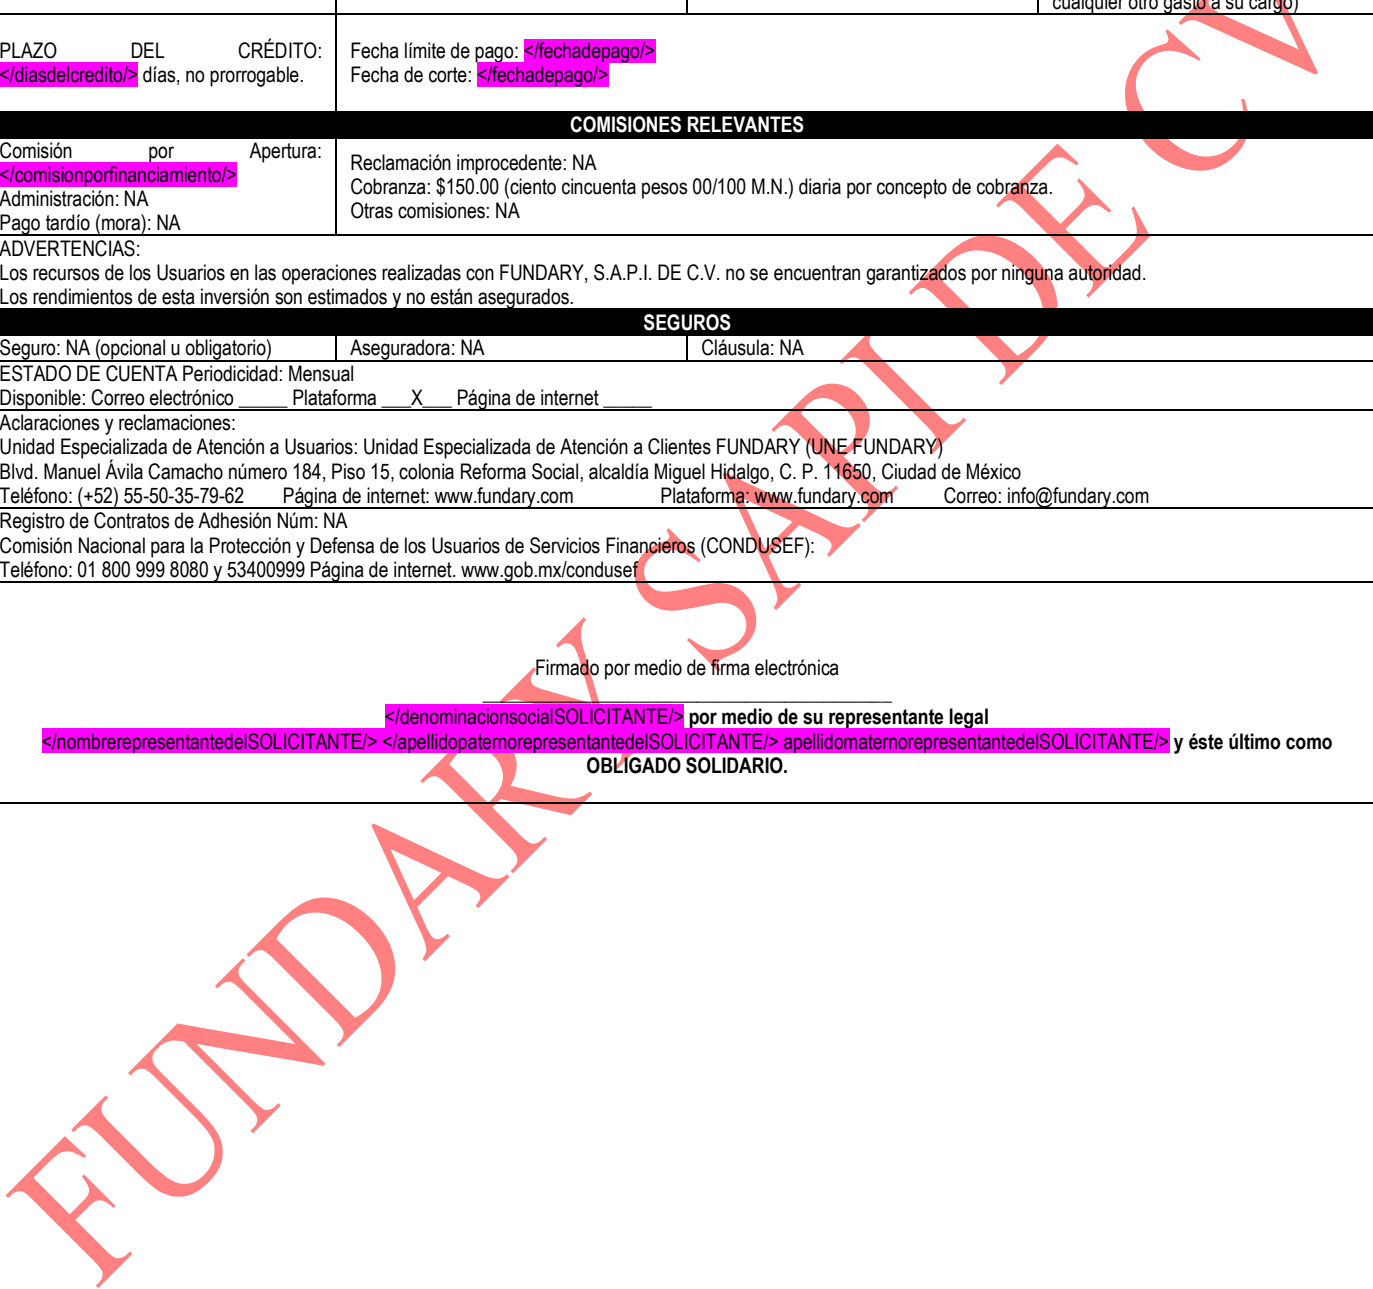 cualquier otro gasto a su cargo)
PLAZO DEL CRÉDITO:
</diasdelcredito/> días, no prorrogable.
Fecha límite de pago: </fechadepago/>
Fecha de corte: </fechadepago/>
COMISIONES RELEVANTES
Comisión por Apertura:
</comisionporfinanciamiento/>
Administración: NA
Pago tardío (mora): NA
Reclamación improcedente: NA
Cobranza: $150.00 (ciento cincuenta pesos 00/100 M.N.) diaria por concepto de cobranza.
Otras comisiones: NA
ADVERTENCIAS:
Los recursos de los Usuarios en las operaciones realizadas con FUNDARY, S.A.P.I. DE C.V. no se encuentran garantizados por ninguna autoridad.
Los rendimientos de esta inversión son estimados y no están asegurados.
SEGUROS
Seguro: NA (opcional u obligatorio) Aseguradora: NA Cláusula: NA
ESTADO DE CUENTA Periodicidad: Mensual
Disponible: Correo electrónico _____ Plataforma ___X___ Página de internet _____
Aclaraciones y reclamaciones:
Unidad Especializada de Atención a Usuarios: Unidad Especializada de Atención a Clientes FUNDARY (UNE FUNDARY)
Blvd. Manuel Ávila Camacho número 184, Piso 15, colonia Reforma Social, alcaldía Miguel Hidalgo, C. P. 11650, Ciudad de México
Teléfono: (+52) 55-50-35-79-62 Página de internet: www.fundary.com Plataforma: www.fundary.com Correo: info@fundary.com
Registro de Contratos de Adhesión Núm: NA
Comisión Nacional para la Protección y Defensa de los Usuarios de Servicios Financieros (CONDUSEF):
Teléfono: 01 800 999 8080 y 53400999 Página de internet. www.gob.mx/condusef
Firmado por medio de firma electrónica
_________________________________________
</denominacionsocialSOLICITANTE/> por medio de su representante legal
</nombrerepresentantedelSOLICITANTE/> </apellidopaternorepresentantedelSOLICITANTE/> apellidomaternorepresentantedelSOLICITANTE/> y éste último como
OBLIGADO SOLIDARIO.
FUNDARY SAPI DE CV